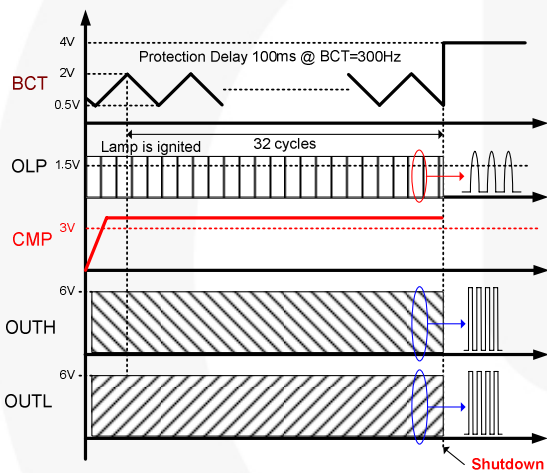 4V
Protection Delay 100ms @ BCT=300Hz
BCT
2V
0.5V
Lamp is ignited
32 cycles
OLP
1.5V
CMP
3V
6V
OUTH
6V
OUTL
Shutdown